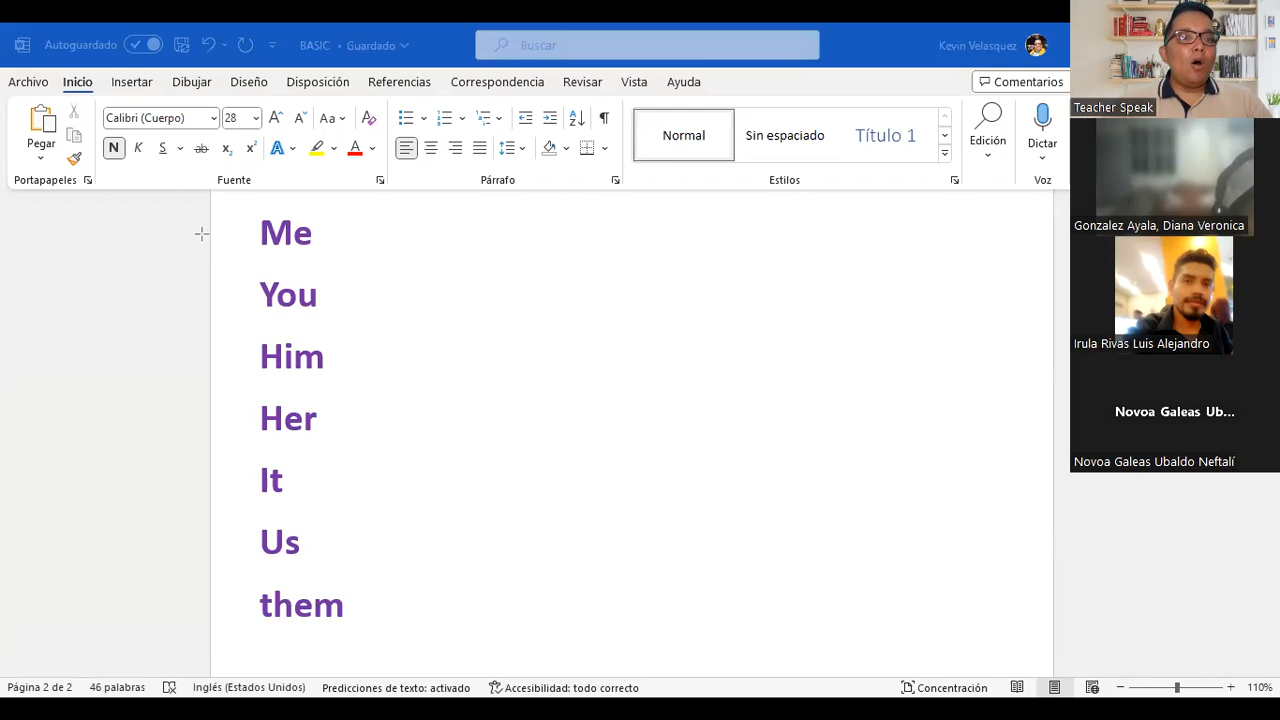 Autoguardado
BASIC • Guardado
Buscar
Kevin Velasquez
Archivo Inicio Insertar Dibujar Diseño Disposición Referencias Correspondencia Revisar Vista Ayuda Comentarios
Pegar
Calibri (Cuerpo) 28
Normal Sin espaciado Título 1
Edición
Dictar
Portapapeles Fuente Párrafo Estilos Voz
Me
You
Him
Her
It
Us
them
Teacher Speak
Gonzalez Ayala, Diana Veronica
Irula Rivas Luis Alejandro
Novoa Galeas Ub...
Novoa Galeas Ubaldo Neftalí
Página 2 de 2 46 palabras Inglés (Estados Unidos) Predicciones de texto: activado Accesibilidad: todo correcto Concentración 110%